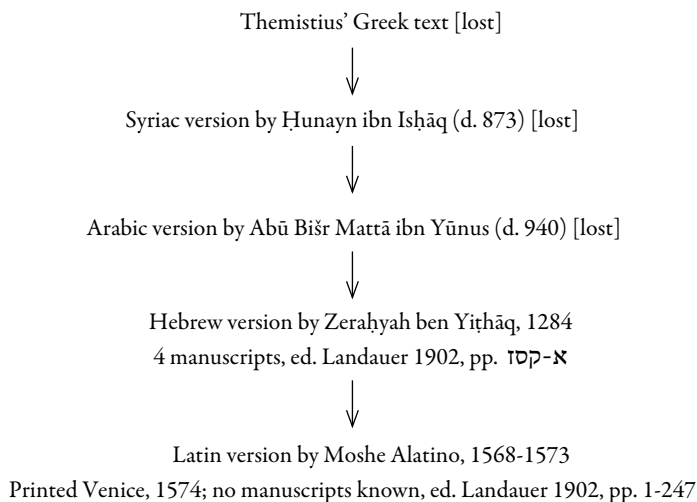 Themistius’ Greek text [lost]
Syriac version by Ḥunayn ibn Isḥāq (d. 873) [lost]
Arabic version by Abū Bišr Mattā ibn Yūnus (d. 940) [lost]
Hebrew version by Zeraḥyah ben Yiṭḥāq, 1284
4 manuscripts, ed. Landauer 1902, pp. א-קסז
Latin version by Moshe Alatino, 1568-1573
Printed Venice, 1574; no manuscripts known, ed. Landauer 1902, pp. 1-247